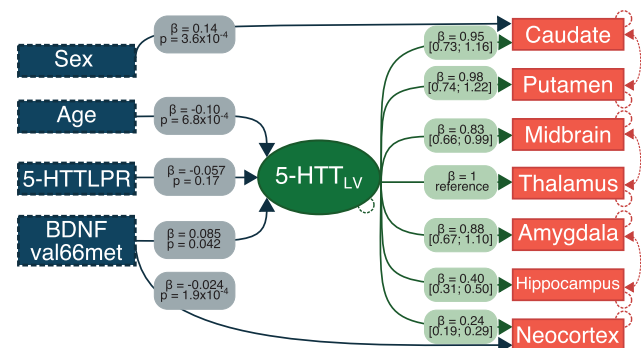 β = 0.14
p = 3.6x10⁻⁴
Sex
Age
β = -0.10
p = 6.8x10⁻⁴
5-HTTLPR
β = -0.057
p = 0.17
BDNF
val66met
β = 0.085
p = 0.042
β = -0.024
p = 1.9x10⁻⁴
5-HTT_LV
β = 0.95
[0.73; 1.16]
Caudate
β = 0.98
[0.74; 1.22]
Putamen
β = 0.83
[0.66; 0.99]
Midbrain
β = 1
reference
Thalamus
β = 0.88
[0.67; 1.10]
Amygdala
β = 0.40
[0.31; 0.50]
Hippocampus
β = 0.24
[0.19; 0.29]
Neocortex